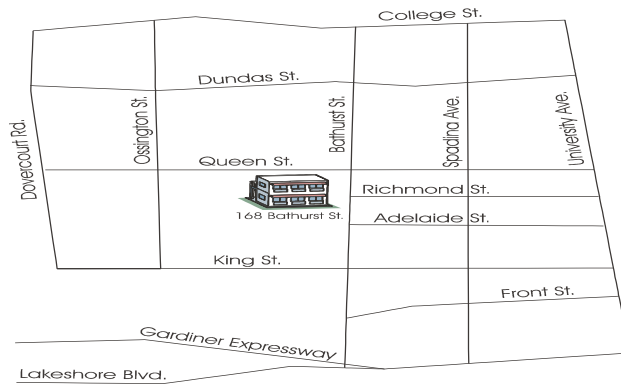 College St.
Dundas St.
Dovercourt Rd.
Ossington St.
Bathurst St.
Spadina Ave.
University Ave.
Queen St.
Richmond St.
168 Bathurst St.
Adelaide St.
King St.
Front St.
Gardiner Expressway
Lakeshore Blvd.